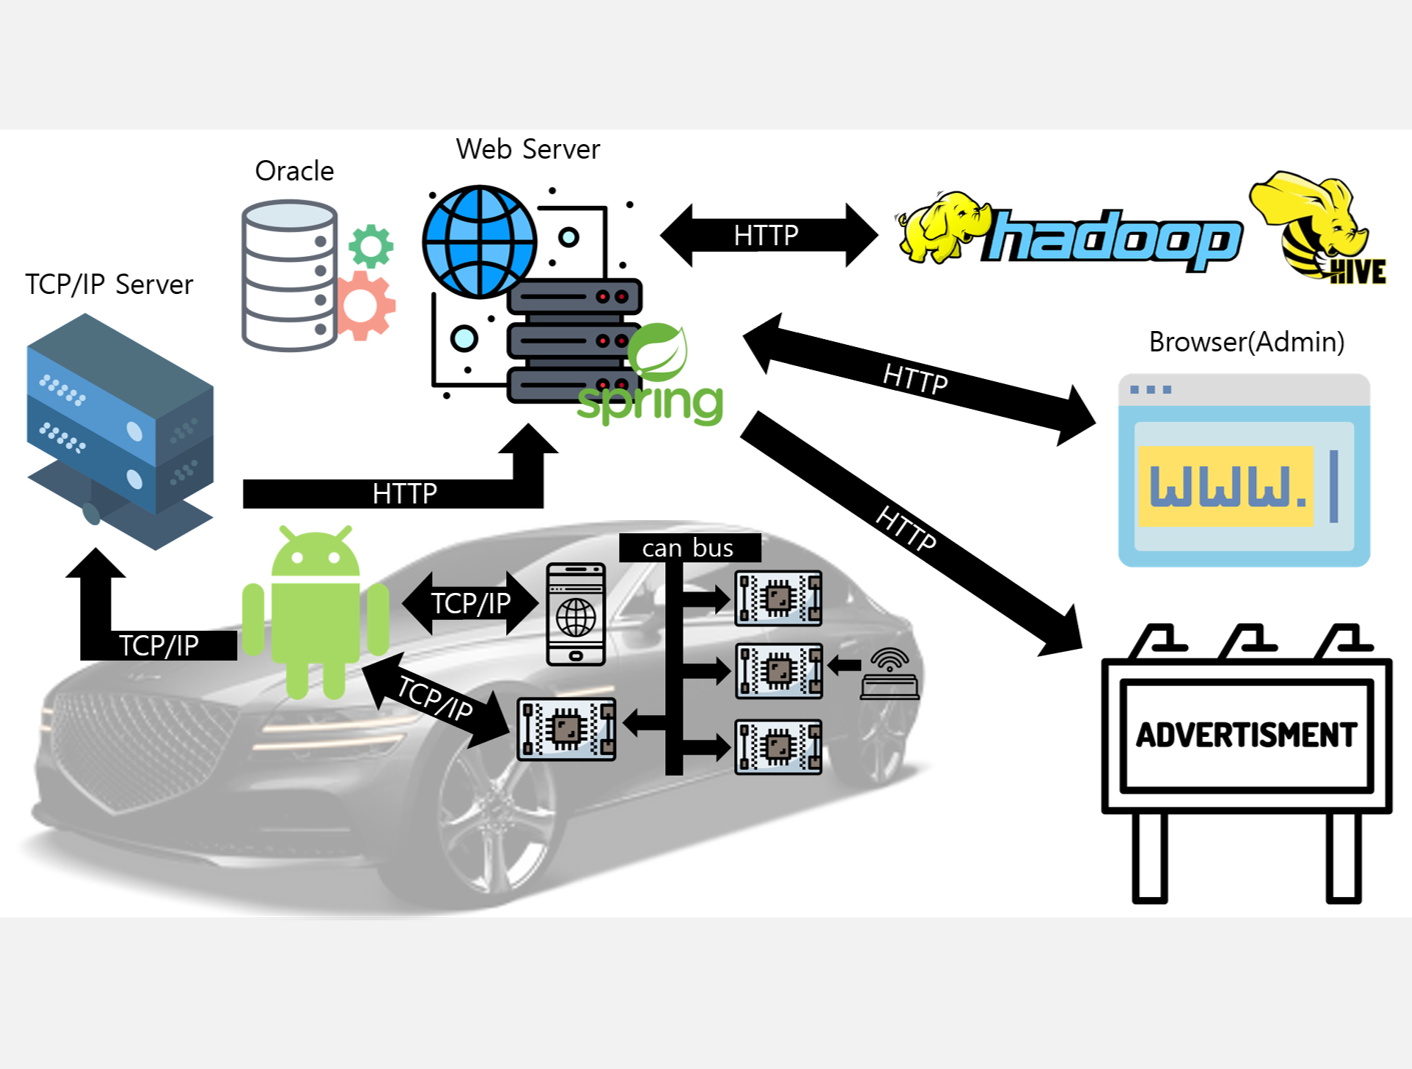 Web Server
Oracle
TCP/IP Server
HTTP
hadoop
HIVE
Browser(Admin)
HTTP
spring
www.
HTTP
HTTP
can bus
TCP/IP
TCP/IP
TCP/IP
ADVERTISMENT